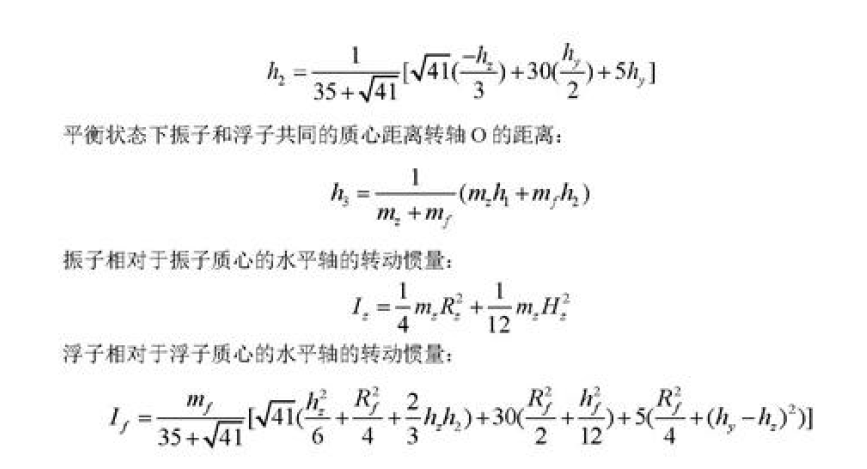 h_2 = \frac{1}{35+\sqrt{41}}[\sqrt{41}(\frac{-h_z}{3})+30(\frac{h_y}{2})+5h_y]
平衡状态下振子和浮子共同的质心距离转轴 O 的距离：
h_3 = \frac{1}{m_z+m_f}(m_z h_1+m_f h_2)
振子相对于振子质心的水平轴的转动惯量：
I_z = \frac{1}{4}m_z R_z^2+\frac{1}{12}m_z H_z^2
浮子相对于浮子质心的水平轴的转动惯量：
I_f = \frac{m_f}{35+\sqrt{41}}[\sqrt{41}(\frac{h_z^2}{6}+\frac{R_f^2}{4}+\frac{2}{3}h_z h_2)+30(\frac{R_f^2}{2}+\frac{h_f^2}{12})+5(\frac{R_f^2}{4}+(h_y-h_z)^2)]